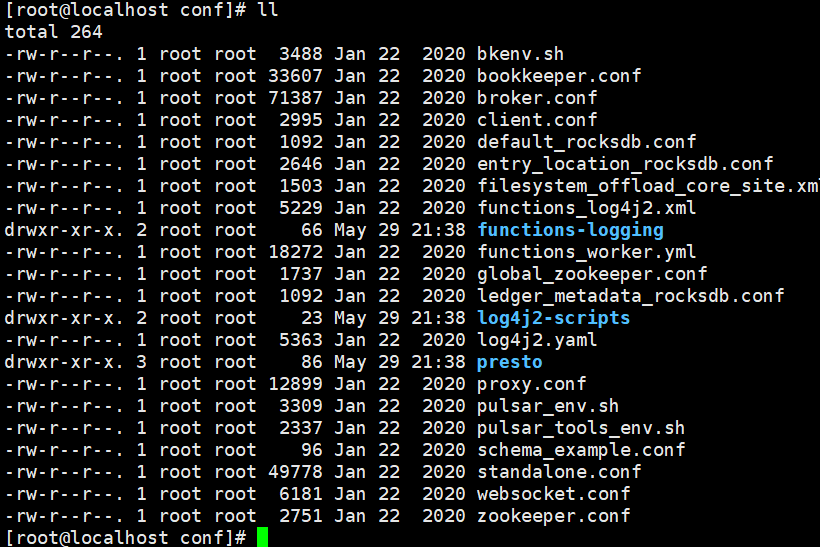 [root@localhost conf]# ll
total 264
-rw-r--r--. 1 root root  3488 Jan 22  2020 bkenv.sh
-rw-r--r--. 1 root root 33607 Jan 22  2020 bookkeeper.conf
-rw-r--r--. 1 root root 71387 Jan 22  2020 broker.conf
-rw-r--r--. 1 root root  2995 Jan 22  2020 client.conf
-rw-r--r--. 1 root root  1092 Jan 22  2020 default_rocksdb.conf
-rw-r--r--. 1 root root  2646 Jan 22  2020 entry_location_rocksdb.conf
-rw-r--r--. 1 root root  1503 Jan 22  2020 filesystem_offload_core_site.xml
-rw-r--r--. 1 root root  5229 Jan 22  2020 functions_log4j2.xml
drwxr-xr-x. 2 root root    66 May 29 21:38 functions-logging
-rw-r--r--. 1 root root 18272 Jan 22  2020 functions_worker.yml
-rw-r--r--. 1 root root  1737 Jan 22  2020 global_zookeeper.conf
-rw-r--r--. 1 root root  1092 Jan 22  2020 ledger_metadata_rocksdb.conf
drwxr-xr-x. 2 root root    23 May 29 21:38 log4j2-scripts
-rw-r--r--. 1 root root  5363 Jan 22  2020 log4j2.yaml
drwxr-xr-x. 3 root root    86 May 29 21:38 presto
-rw-r--r--. 1 root root 12899 Jan 22  2020 proxy.conf
-rw-r--r--. 1 root root  3309 Jan 22  2020 pulsar_env.sh
-rw-r--r--. 1 root root  2337 Jan 22  2020 pulsar_tools_env.sh
-rw-r--r--. 1 root root    96 Jan 22  2020 schema_example.conf
-rw-r--r--. 1 root root 49778 Jan 22  2020 standalone.conf
-rw-r--r--. 1 root root  6181 Jan 22  2020 websocket.conf
-rw-r--r--. 1 root root  2751 Jan 22  2020 zookeeper.conf
[root@localhost conf]#